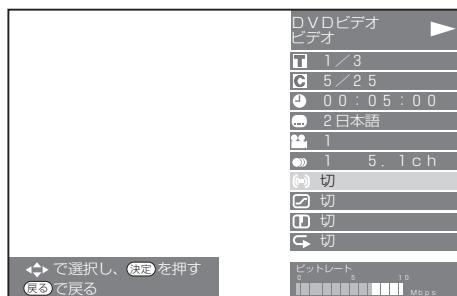 ＤＶＤビデオ
ビデオ
T １／３
C ５／２５
００：０５：００
２日本語
１
１　５．１ch
切
切
切
切
で選択し、決定を押す
戻るで戻る
ビットレート
0 5 10
Mbps